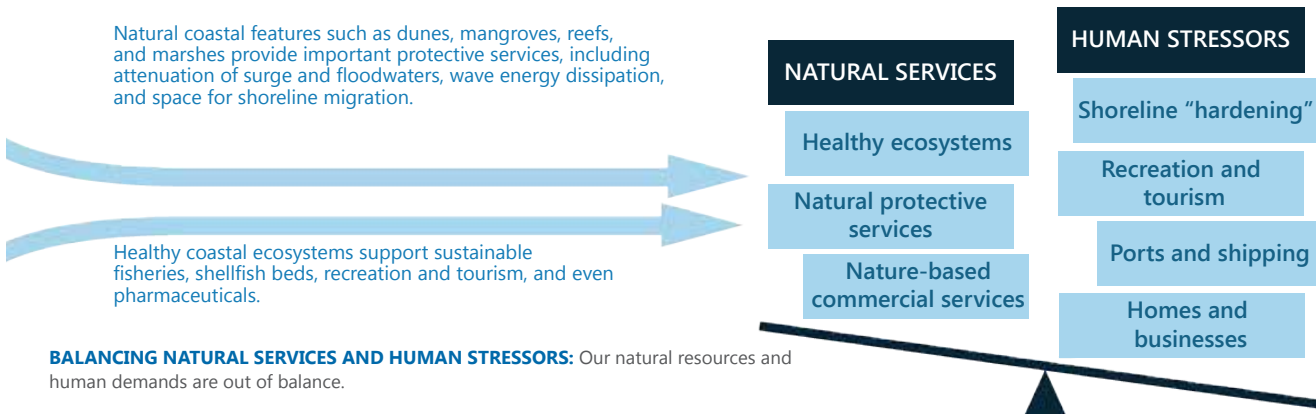 Natural coastal features such as dunes, mangroves, reefs,
and marshes provide important protective services, including
attenuation of surge and floodwaters, wave energy dissipation,
and space for shoreline migration.
Healthy coastal ecosystems support sustainable
fisheries, shellfish beds, recreation and tourism, and even
pharmaceuticals.
BALANCING NATURAL SERVICES AND HUMAN STRESSORS: Our natural resources and
human demands are out of balance.
NATURAL SERVICES
Healthy ecosystems
Natural protective
services
Nature-based
commercial services
HUMAN STRESSORS
Shoreline “hardening”
Recreation and
tourism
Ports and shipping
Homes and
businesses